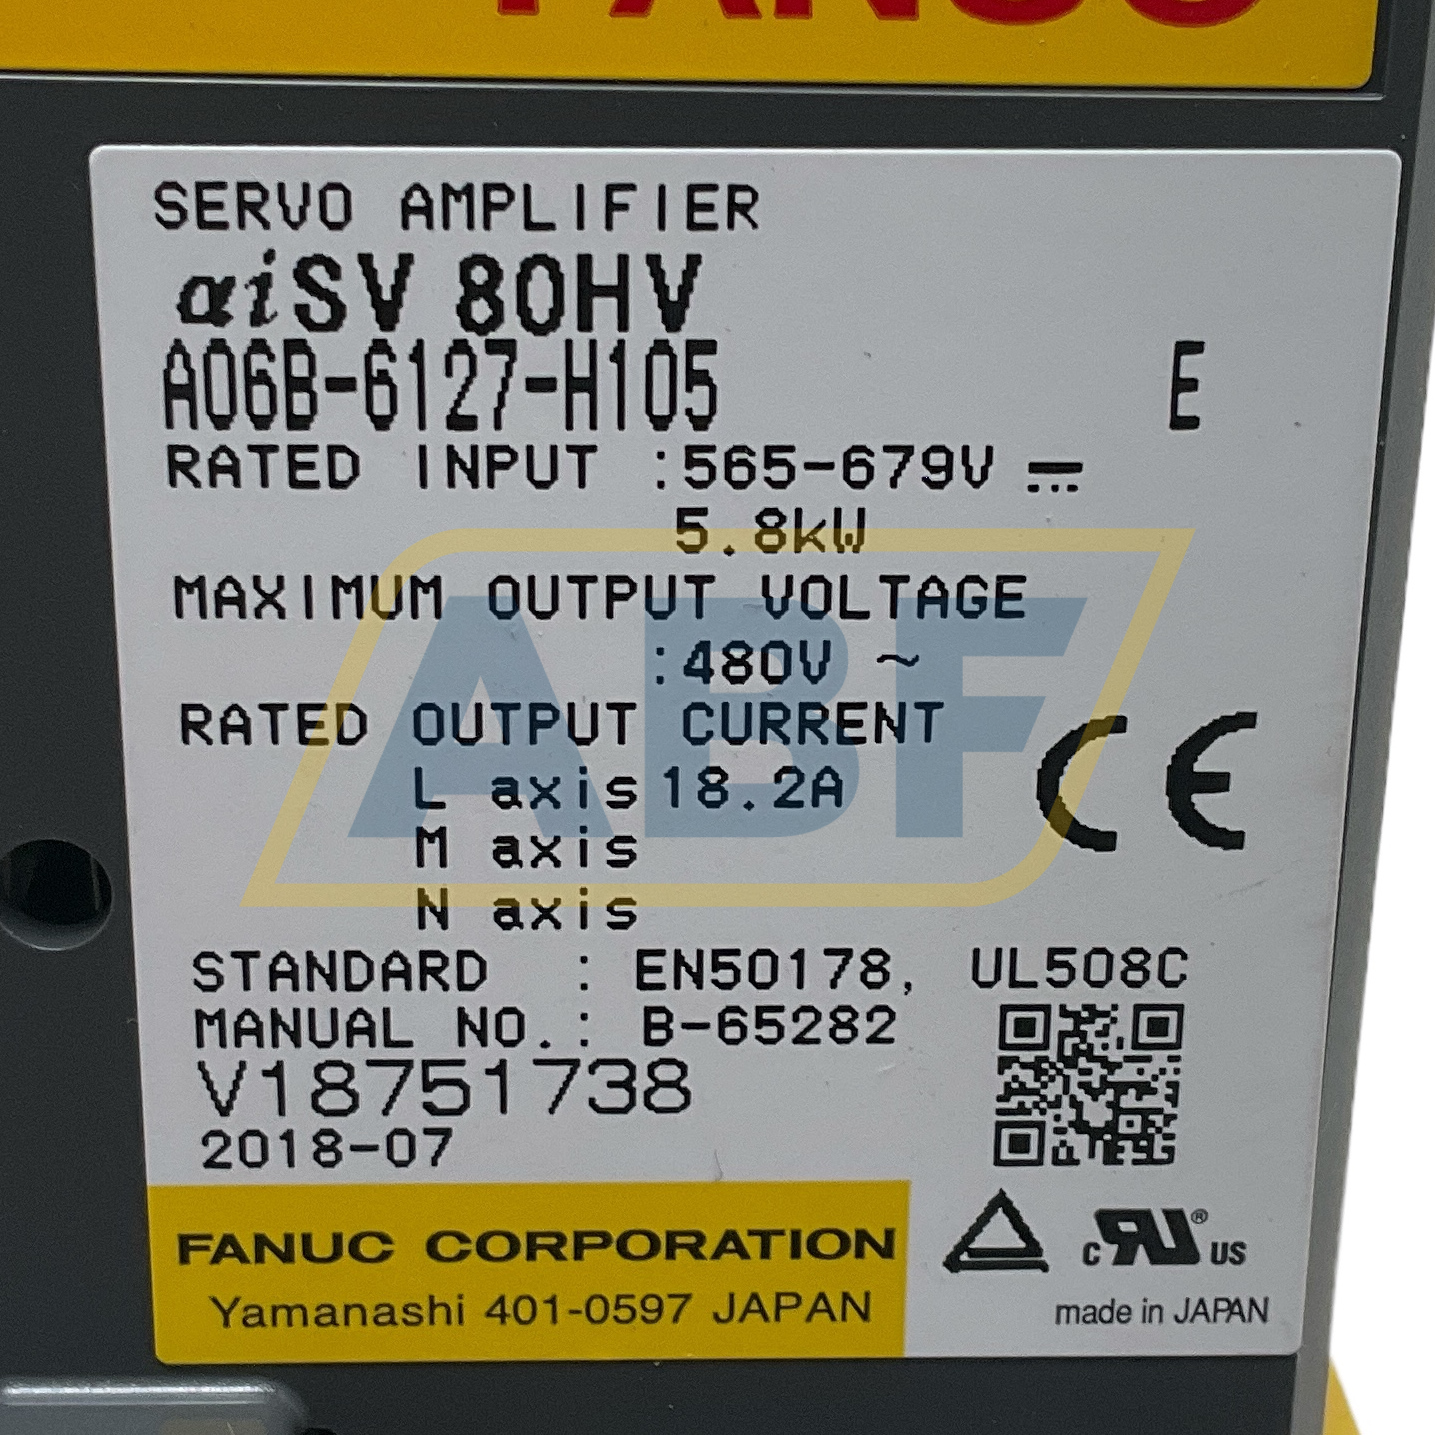 FANUC
SERVO AMPLIFIER
αiSV 80HV
A06B-6127-H105 E
RATED INPUT :565-679V ⎓
5.8kW
MAXIMUM OUTPUT VOLTAGE
:480V ~
RATED OUTPUT CURRENT
L axis 18.2A
M axis
N axis
CE
ABF
STANDARD : EN50178, UL508C
MANUAL NO.: B-65282
V18751738
2018-07
FANUC CORPORATION
Yamanashi 401-0597 JAPAN
c RU ® US
made in JAPAN